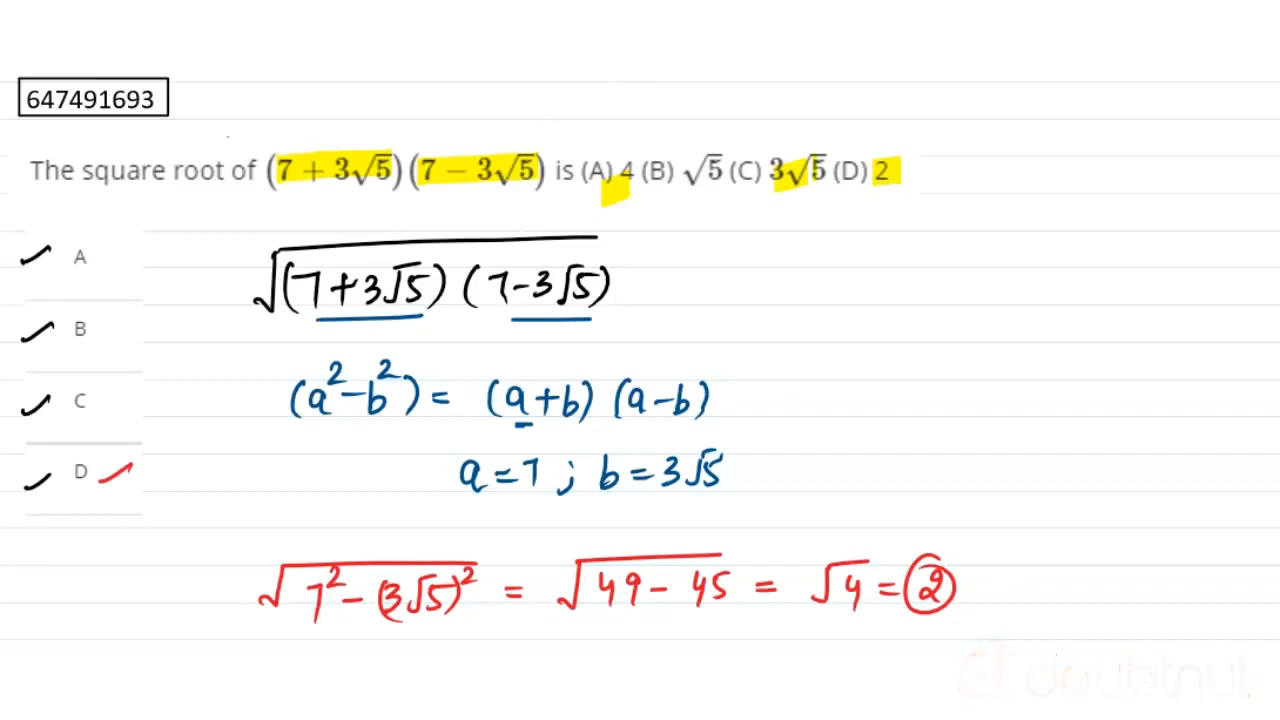 647491693
The square root of (7 + 3√5)(7 − 3√5) is (A) 4 (B) √5 (C) 3√5 (D) 2
A
√(7+3√5) (7-3√5)
B
(a²-b²) = (a+b) (a-b)
C
D
a=7 ; b=3√5
√7²-(3√5)² = √49-45 = √4 = 2
doubtnut